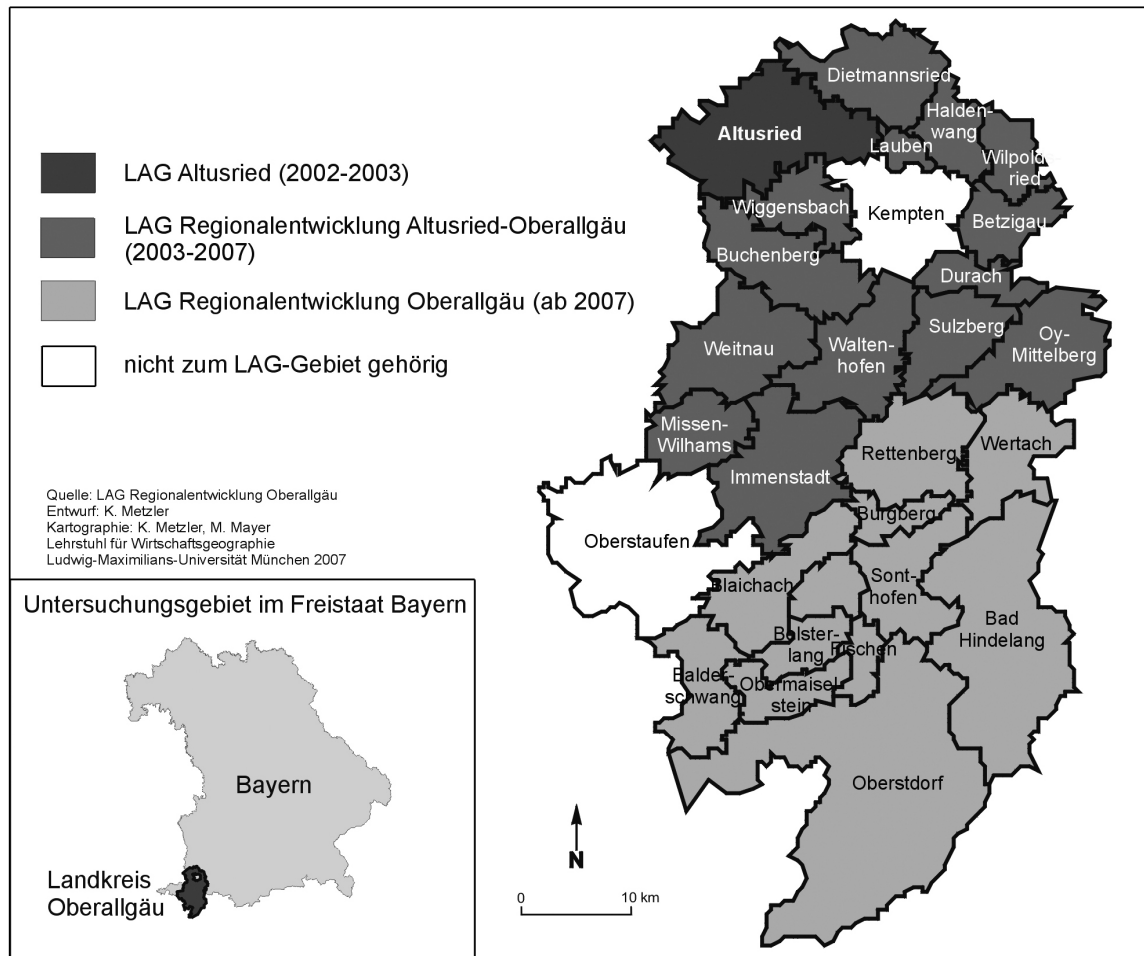 LAG Altusried (2002-2003)
LAG Regionalentwicklung Altusried-Oberallgäu
(2003-2007)
LAG Regionalentwicklung Oberallgäu (ab 2007)
nicht zum LAG-Gebiet gehörig
Quelle: LAG Regionalentwicklung Oberallgäu
Entwurf: K. Metzler
Kartographie: K. Metzler, M. Mayer
Lehrstuhl für Wirtschaftsgeographie
Ludwig-Maximilians-Universität München 2007
Untersuchungsgebiet im Freistaat Bayern
Bayern
Landkreis
Oberallgäu
Dietmannsried
Altusried
Halden-
wang
Lauben
Wilpolds-
ried
Wiggensbach
Kempten
Betzigau
Buchenberg
Durach
Weitnau
Walten-
hofen
Sulzberg
Oy-
Mittelberg
Missen-
Wilhams
Immenstadt
Rettenberg
Wertach
Burgberg
Oberstaufen
Blaichach
Sont-
hofen
Bad
Hindelang
Bolster-
lang
Fischen
Balder-
schwang
Obermaisel-
stein
Oberstdorf
N
0
10 km